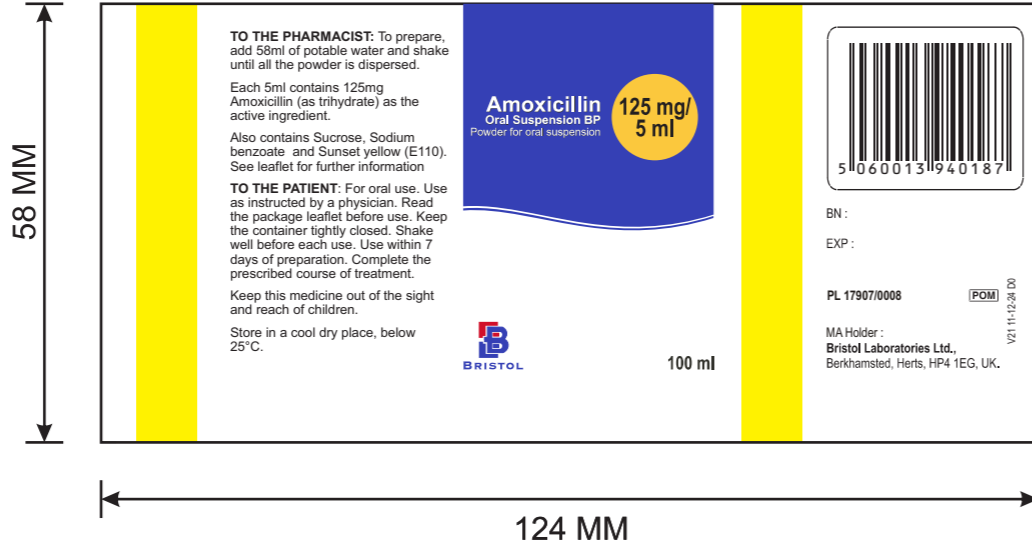 TO THE PHARMACIST: To prepare,
add 58ml of potable water and shake
until all the powder is dispersed.
Each 5ml contains 125mg
Amoxicillin (as trihydrate) as the
active ingredient.
Also contains Sucrose, Sodium
benzoate and Sunset yellow (E110).
See leaflet for further information
TO THE PATIENT: For oral use. Use
as instructed by a physician. Read
the package leaflet before use. Keep
the container tightly closed. Shake
well before each use. Use within 7
days of preparation. Complete the
prescribed course of treatment.
Keep this medicine out of the sight
and reach of children.
Store in a cool dry place, below
25°C.
Amoxicillin
Oral Suspension BP
Powder for oral suspension
125 mg/
5 ml
BRISTOL
100 ml
5 060013 940187
BN :
EXP :
PL 17907/0008
POM
V21 11-12-24 D0
MA Holder :
Bristol Laboratories Ltd.,
Berkhamsted, Herts, HP4 1EG, UK.
58 MM
124 MM